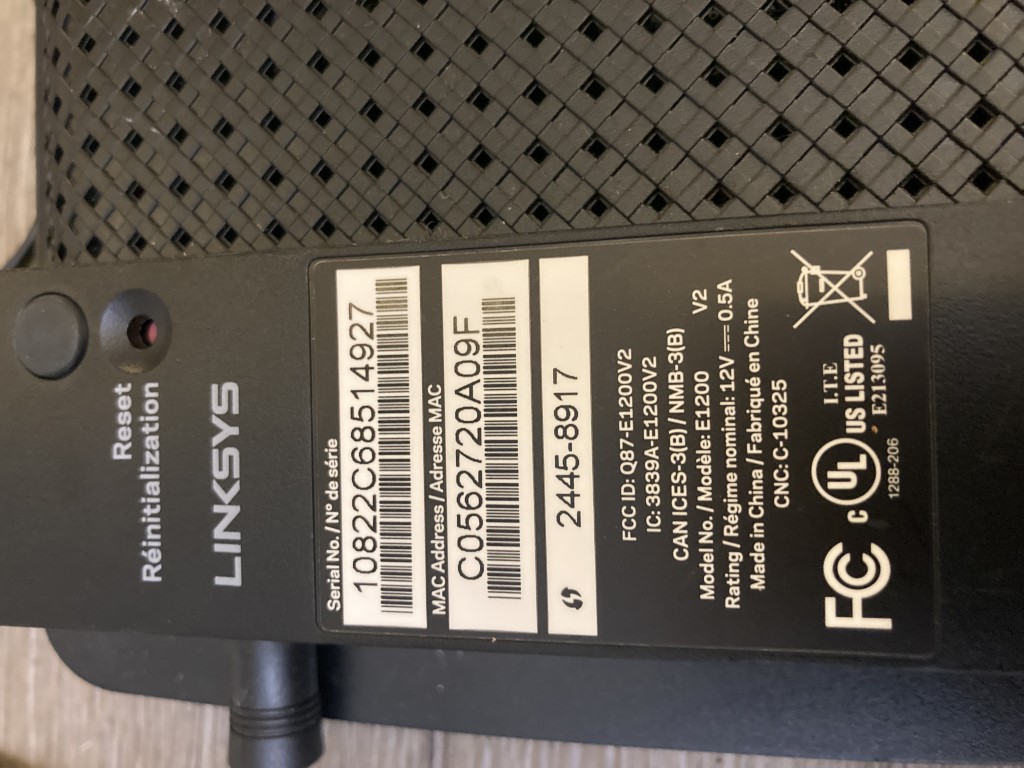 Reset
Réinitialization
LINKSYS
Serial No. / N° de série
10822C68514927
MAC Address / Adresse MAC
C0562720A09F
2445-8917
FCC ID: Q87-E1200V2
IC: 3839A-E1200V2
CAN ICES-3(B) / NMB-3(B)
Model No. / Modèle: E1200 V2
Rating / Régime nominal: 12V ⎓ 0.5A
Made in China / Fabriqué en Chine
CNC: C-10325
FC
C UL US LISTED
I.T.E
E213095
1288-206